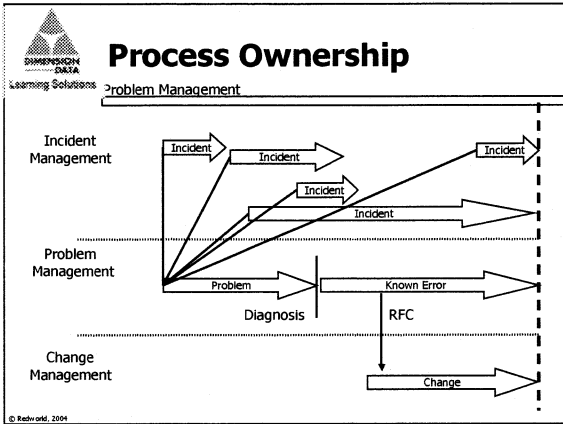 DIMENSION
DATA
Learning Solutions
Process Ownership
Problem Management
Incident
Management
Incident
Incident
Incident
Incident
Incident
Problem
Management
Problem
Known Error
Diagnosis
RFC
Change
Management
Change
© Redworld, 2004